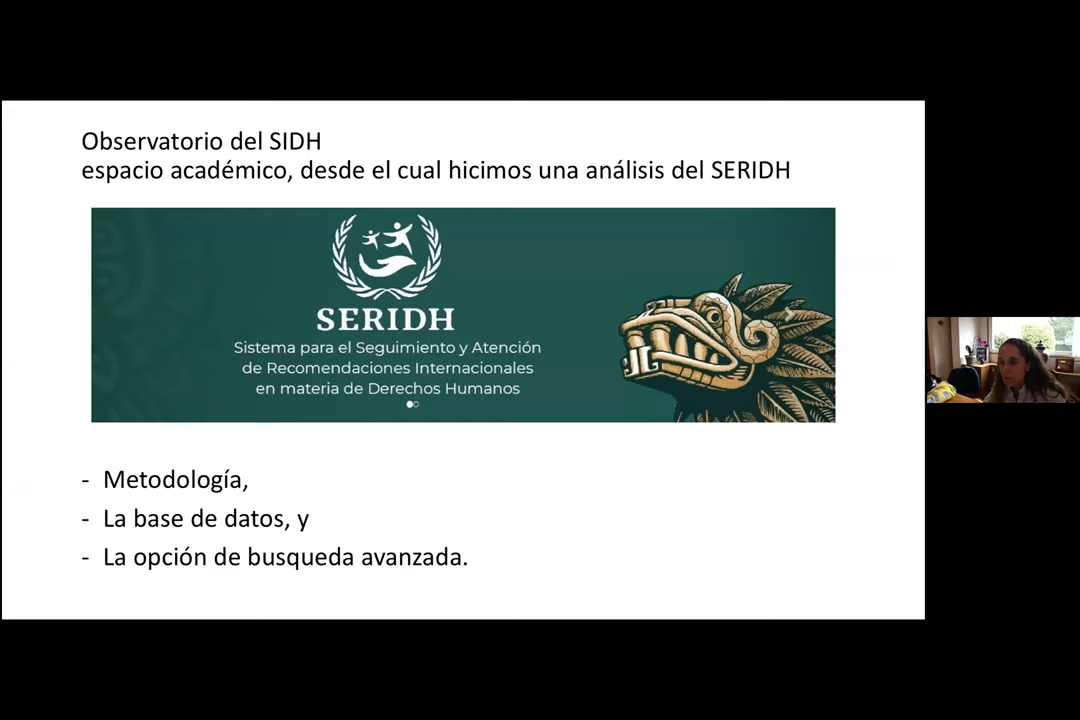 Observatorio del SIDH
espacio académico, desde el cual hicimos una análisis del SERIDH
SERIDH
Sistema para el Seguimiento y Atención
de Recomendaciones Internacionales
en materia de Derechos Humanos
- Metodología,
- La base de datos, y
- La opción de busqueda avanzada.